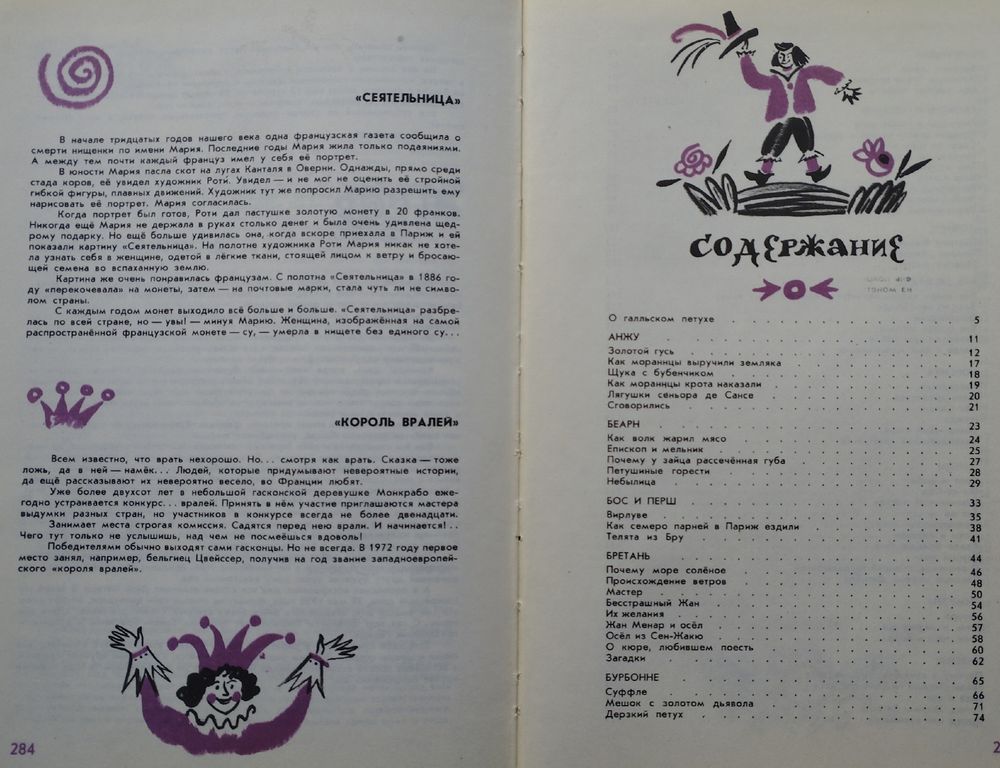 «СЕЯТЕЛЬНИЦА»
В начале тридцатых годов нашего века одна французская газета сообщила о
смерти нищенки по имени Мария. Последние годы Мария жила только подаяниями.
А между тем почти каждый француз имел у себя её портрет.
В юности Мария пасла скот на лугах Канталя в Оверни. Однажды, прямо среди
стада коров, её увидел художник Роти. Увидел — и не мог не оценить её стройной
гибкой фигуры, плавных движений. Художник тут же попросил Марию разрешить ему
нарисовать её портрет. Мария согласилась.
Когда портрет был готов, Роти дал пастушке золотую монету в 20 франков.
Никогда ещё Мария не держала в руках столько денег и была очень удивлена щед-
рому подарку. Но ещё больше удивилась она, когда вскоре приехала в Париж и ей
показали картину «Сеятельница». На полотне художника Роти Мария никак не хоте-
ла узнать себя в женщине, одетой в лёгкие ткани, стоящей лицом к ветру и бросаю-
щей семена во вспаханную землю.
Картина же очень понравилась французам. С полотна «Сеятельница» в 1886 го-
ду «перекочевала» на монеты, затем — на почтовые марки, стала чуть ли не симво-
лом страны.
С каждым годом монет выходило всё больше и больше. «Сеятельница» разбре-
лась по всей стране, но — увы! — минуя Марию. Женщина, изображённая на самой
распространённой французской монете — су, — умерла в нищете без единого су...
«КОРОЛЬ ВРАЛЕЙ»
Всем известно, что врать нехорошо. Но... смотря как врать. Сказка — тоже
ложь, да в ней — намёк... Людей, которые придумывают невероятные истории,
да ещё рассказывают их невероятно весело, во Франции любят.
Уже более двухсот лет в небольшой гасконской деревушке Монкрабо еже-
годно устраивается конкурс... вралей. Принять в нём участие приглашаются мастера
выдумки разных стран, но участников в конкурсе всегда не более двенадцати.
Занимает места строгая комиссия. Садятся перед нею врали. И начинается!..
Чего тут только не услышишь, над чем не посмеёшься вдоволь!
Победителями обычно выходят сами гасконцы. Но не всегда. В 1972 году первое
место занял, например, бельгиец Цвейссер, получив на год звание западноевропей-
ского «короля вралей».
284
СОДЕРЖАНИЕ
О галльском петухе . . . 5
АНЖУ . . . 11
Золотой гусь . . . 12
Как моранцы выручили земляка . . . 17
Щука с бубенчиком . . . 18
Как моранцы крота наказали . . . 19
Лягушки сеньора де Сансе . . . 20
Сговорились . . . 21
БЕАРН . . . 23
Как волк жарил мясо . . . 24
Епископ и мельник . . . 25
Почему у зайца рассечённая губа . . . 27
Петушиные горести . . . 28
Небылица . . . 29
БОС И ПЕРШ . . . 33
Вирлуве . . . 35
Как семеро парней в Париж ездили . . . 38
Телята из Бру . . . 41
БРЕТАНЬ . . . 44
Почему море солёное . . . 46
Происхождение ветров . . . 48
Мастер . . . 50
Бесстрашный Жан . . . 54
Их желания . . . 56
Жан Менар и осёл . . . 57
Осёл из Сен-Жакю . . . 58
О кюре, любившем поесть . . . 60
Загадки . . . 62
БУРБОННЕ . . . 65
Суффле . . . 66
Мешок с золотом дьявола . . . 71
Дерзкий петух . . . 74
2